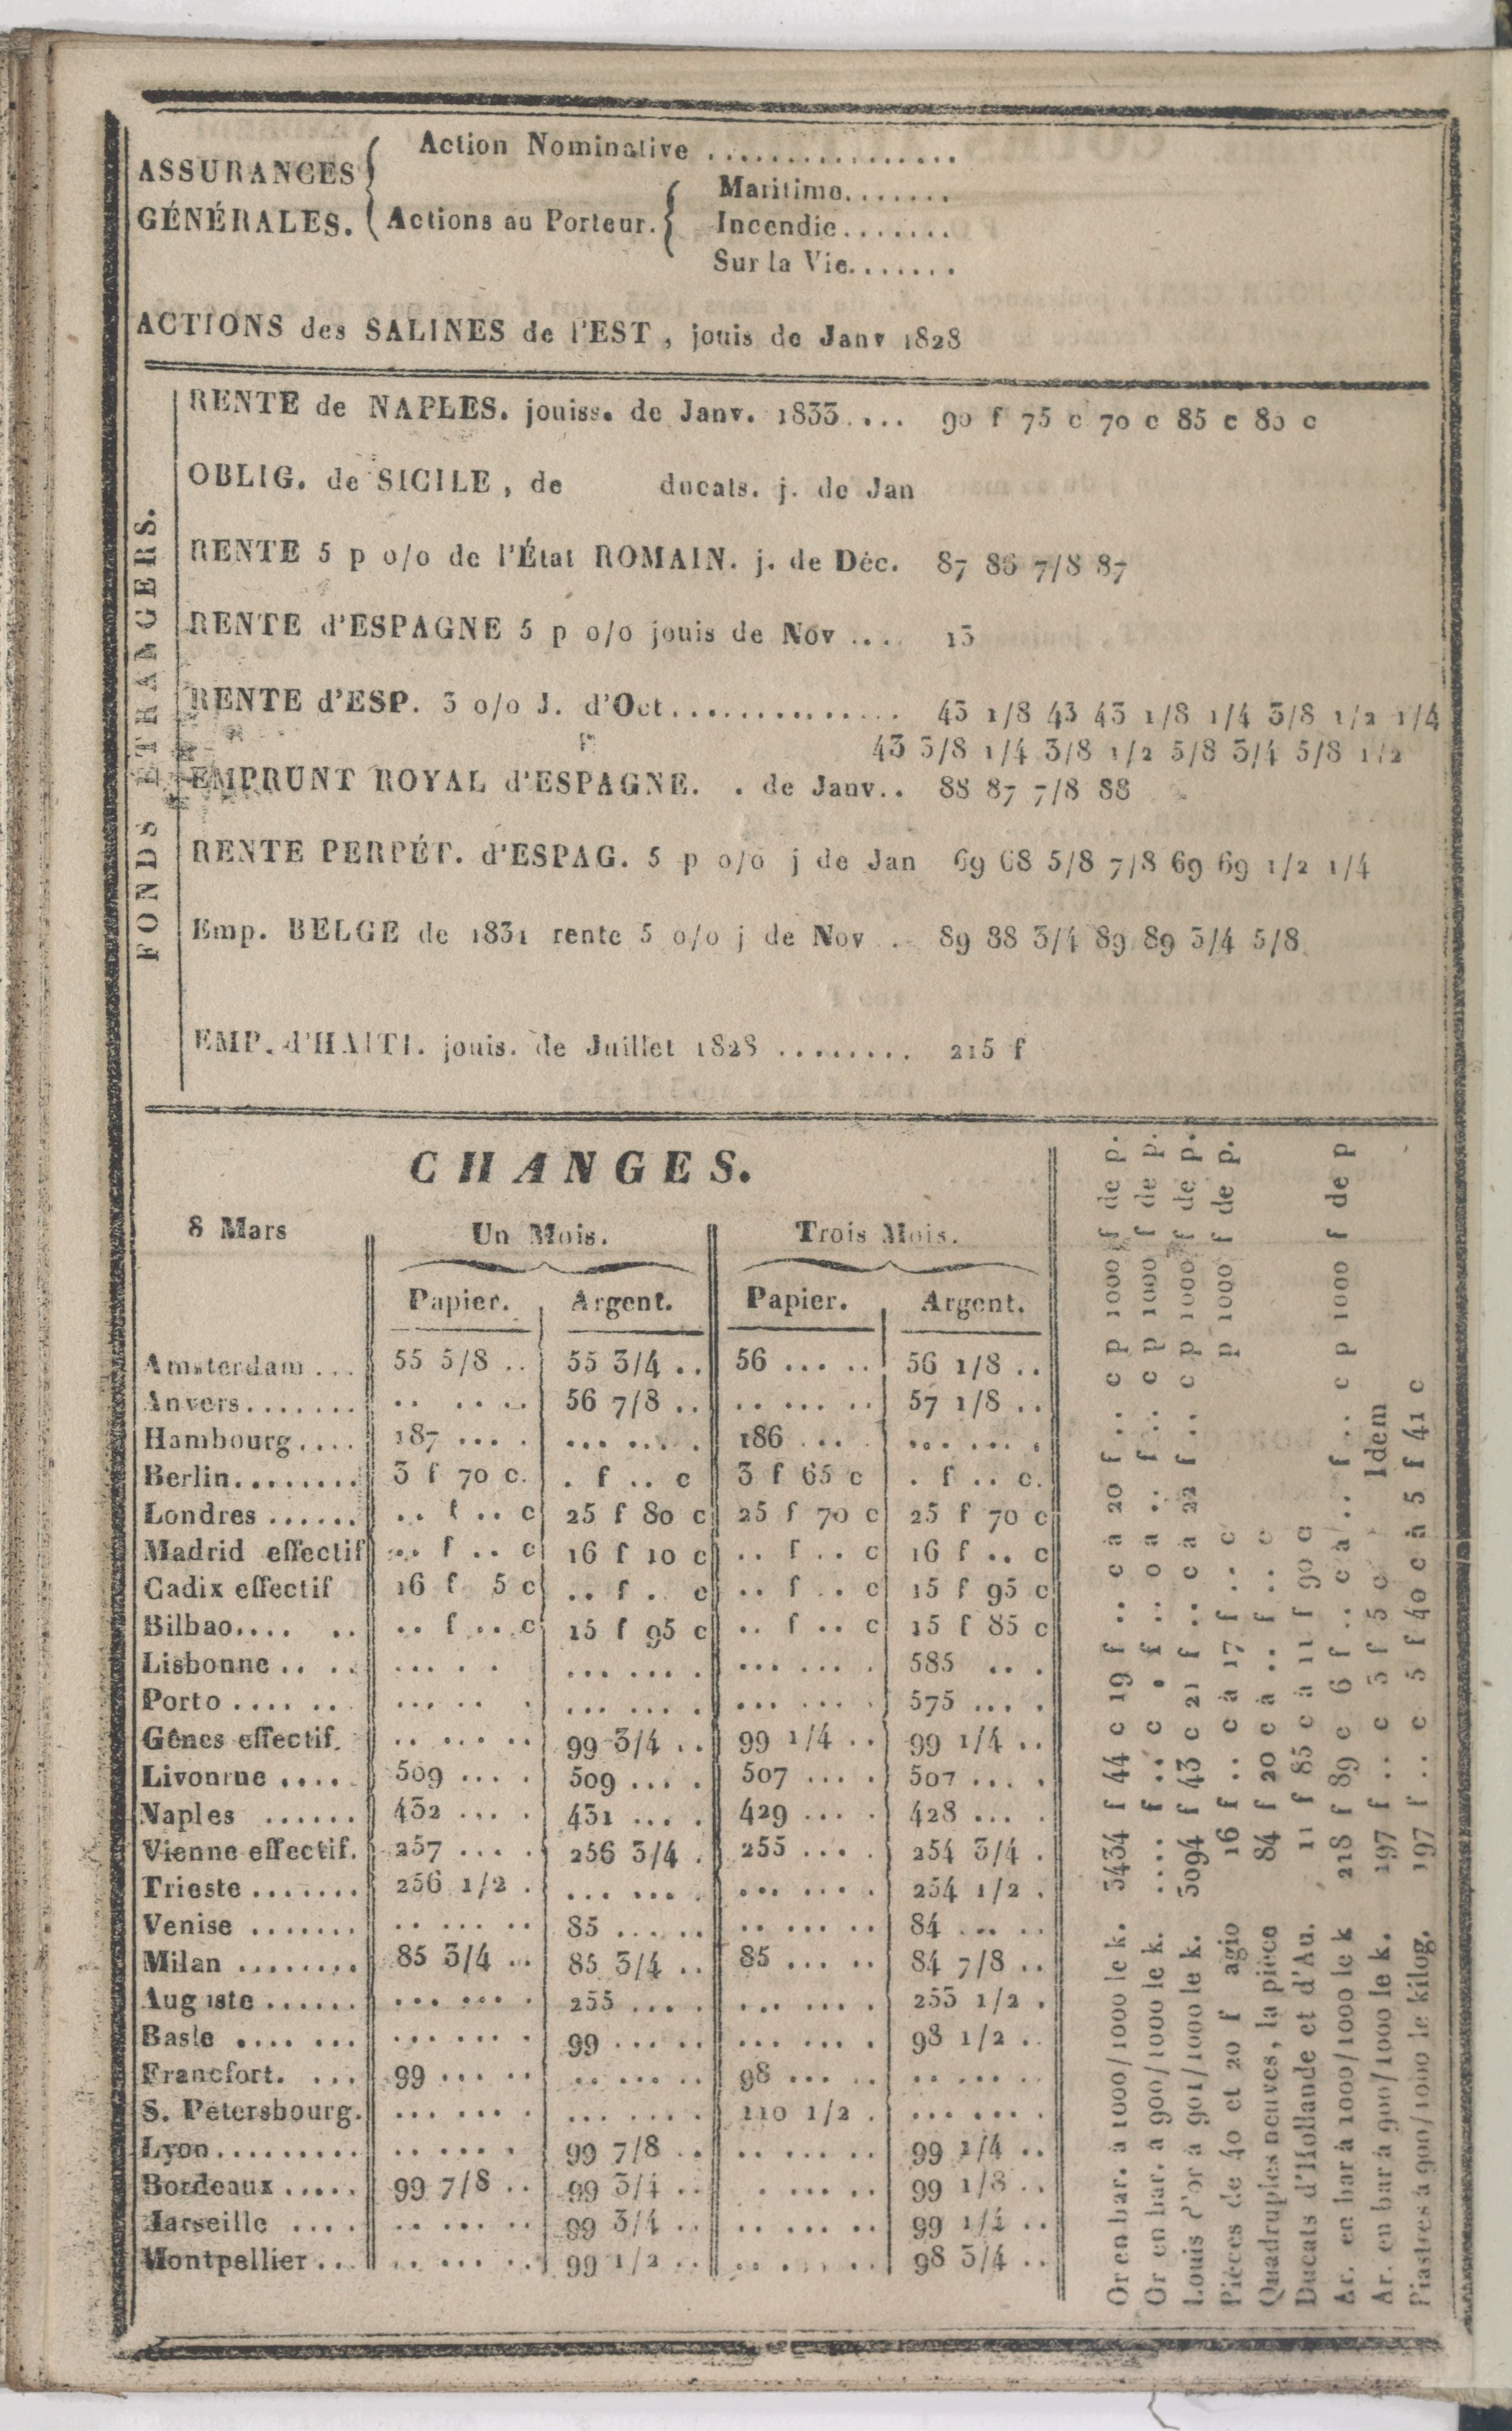 ASSURANCES GÉNÉRALES.
Action Nominative ................
Actions au Porteur.
Maritime.......
Incendie.......
Sur la Vie.......
ACTIONS des SALINES de l'EST , jouis de Janv 1828
FONDS ETRANGERS.
RENTE de NAPLES. jouiss. de Janv. 1833.... 90 f 75 c 70 c 85 c 80 c
OBLIG. de SICILE , de ducats. j. de Jan
RENTE 5 p o/o de l'État ROMAIN. j. de Déc. 87 86 7/8 87
RENTE d'ESPAGNE 5 p o/o jouis de Nov .... 13
RENTE d'ESP. 3 o/o J. d'Oct............... 43 1/8 43 43 1/8 1/4 3/8 1/2 1/4
43 3/8 1/4 3/8 1/2 5/8 3/4 5/8 1/2
EMPRUNT ROYAL d'ESPAGNE. . de Janv.. 88 87 7/8 88
RENTE PERPÉT. d'ESPAG. 5 p o/o j de Jan 69 68 5/8 7/8 69 69 1/2 1/4
Emp. BELGE de 1831 rente 5 o/o j de Nov . 89 88 3/4 89 89 3/4 5/8
EMP. d'HAITI. jouis. de Juillet 1828 ........ 215 f
CHANGES.
8 Mars Un Mois. Trois Mois.
Papier. Argent. Papier. Argent.
Amsterdam ... 55 5/8 .. 55 3/4 .. 56 ... .. 56 1/8 ..
Anvers....... .. .. .. 56 7/8 .. .. ... .. 57 1/8 ..
Hambourg.... 187 ... . ... ... . 186 ... . ... ... .
Berlin........ 3 f 70 c. . f .. c 3 f 65 c . f .. c.
Londres ...... .. f .. c 25 f 80 c 25 f 70 c 25 f 70 c
Madrid effectif .. f .. c 16 f 10 c .. f .. c 16 f .. c
Cadix effectif 16 f 5 c .. f . c .. f .. c 15 f 95 c
Bilbao.... .. .. f .. c 15 f 95 c .. f .. c 15 f 85 c
Lisbonne .. .. ... .. . ... ... . ... ... . 585 .. .
Porto .... .. ... .. . ... ... . ... ... . 575 ... .
Gênes effectif. .. ... .. 99 3/4 .. 99 1/4 .. 99 1/4 ..
Livourne .... 509 ... . 509 ... . 507 ... . 507 ... .
Naples ...... 432 ... . 431 ... . 429 ... . 428 ... .
Vienne effectif. 257 ... . 256 3/4 . 255 ... . 254 3/4 .
Trieste ....... 256 1/2 . ... ... . ... ... . 254 1/2 .
Venise ....... .. ... .. 85 ... .. .. ... .. 84 ... ..
Milan ........ 85 3/4 .. 85 3/4 .. 85 ... .. 84 7/8 ..
Auguste ...... ... ... . 255 ... . ... ... . 253 1/2 .
Basle .... ... ... ... . 99 ... .. ... ... . 98 1/2 ..
Francfort. ... 99 ... .. .. ... .. 98 ... .. .. ... ..
S. Pétersbourg. ... ... . ... ... . 110 1/2 . ... ... .
Lyon......... .. ... . 99 7/8 .. .. ... .. 99 1/4 ..
Bordeaux ..... 99 7/8 .. 99 3/4 .. . ... .. 99 1/8 ..
Marseille .... .. ... .. 99 3/4 .. .. ... .. 99 1/4 ..
Montpellier ... .. ... .. 99 1/2 .. .. ... .. 98 3/4 ..
Or en bar. à 1000/1000 le k. 3434 f 44 c 19 f .. c à 20 f .. c p 1000 f de p.
Or en bar. à 900/1000 le k. .... f .. c . f .. o à .. f .. c p 1000 f de p.
Louis d'or à 901/1000 le k. 3094 f 43 c 21 f .. c à 22 f .. c p 1000 f de p.
Pièces de 40 et 20 f agio 16 f .. c à 17 f .. c p 1000 f de p.
Quadruples neuves, la pièce 84 f 20 c à .. f .. c
Ducats d'Hollande et d'Au. 11 f 85 c à 11 f 90 c
Ar. en bar à 1000/1000 le k 218 f 89 c 6 f .. c à .. f .. c p 1000 f de p
Ar. en bar à 900/1000 le k. 197 f .. c 3 f 5 c Idem
Piastres à 900/1000 le kilog. 197 f .. c 5 f 40 c à 5 f 41 c